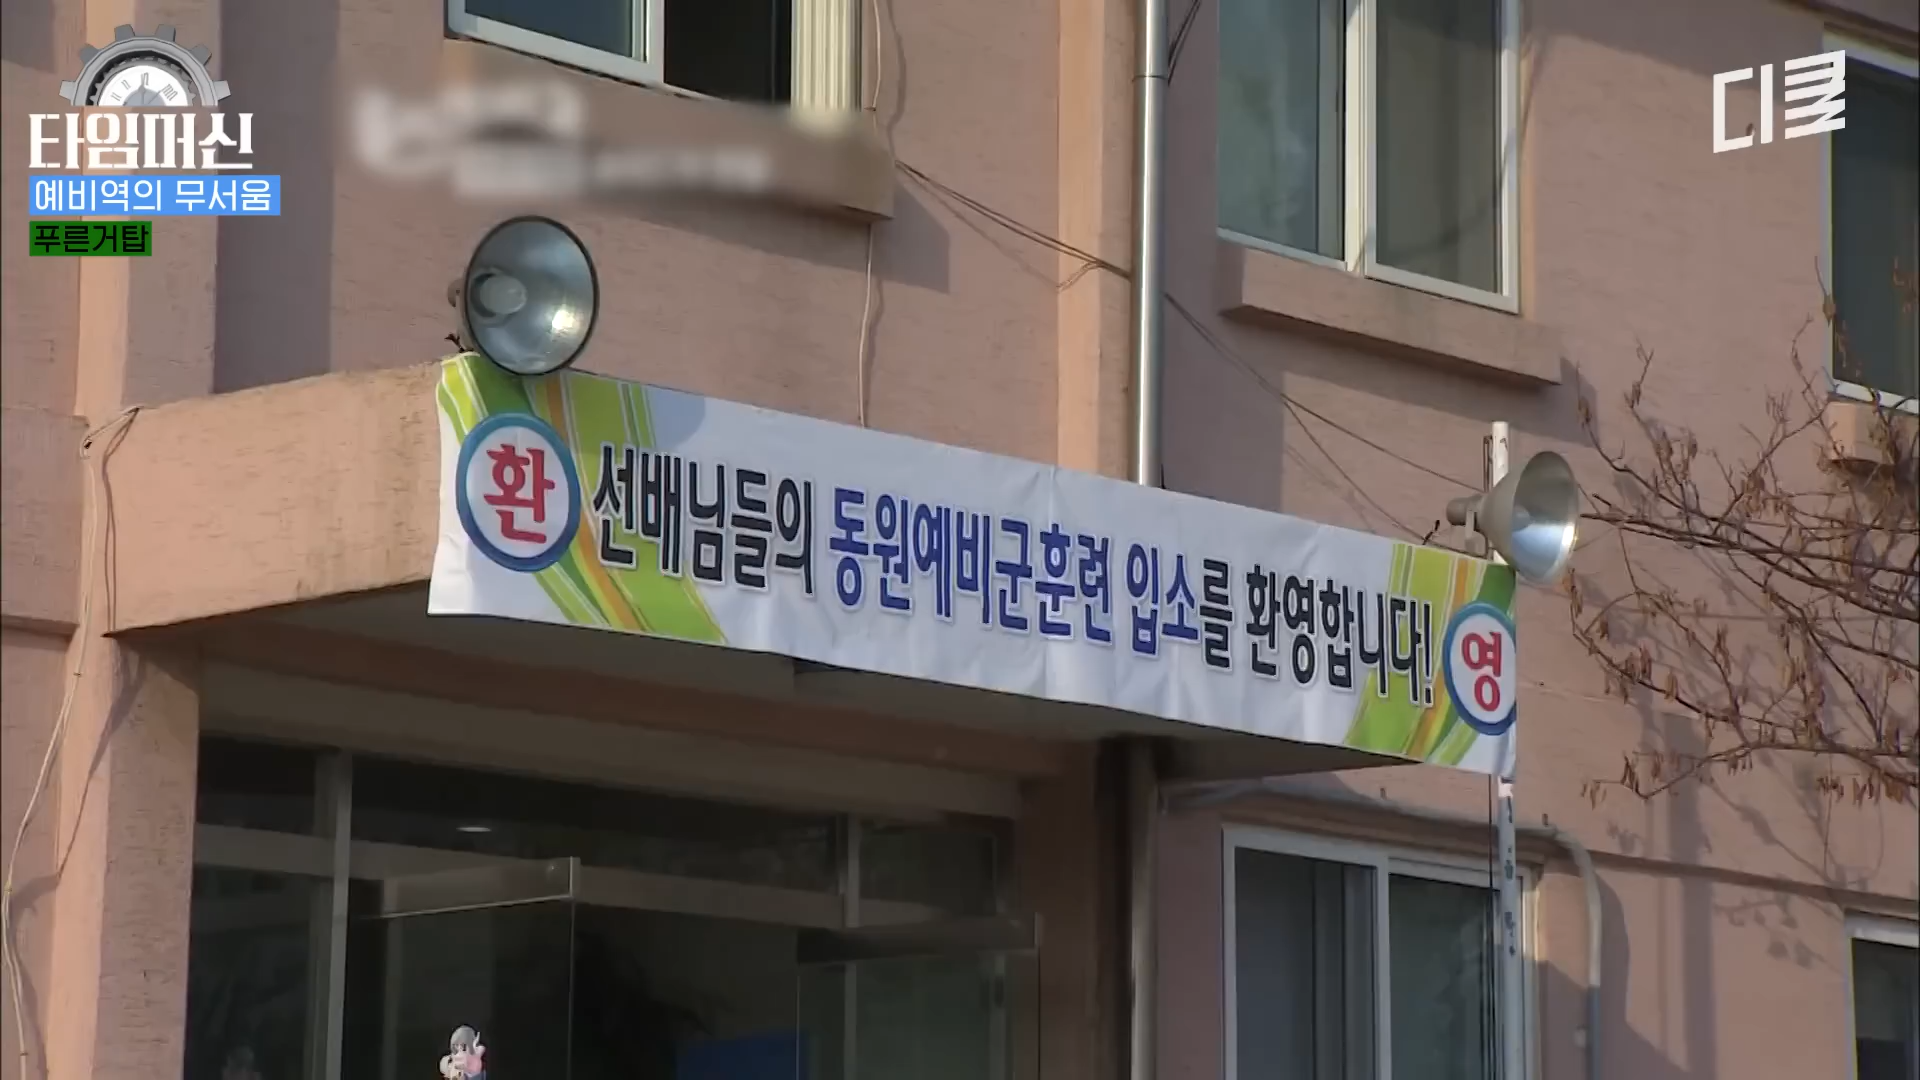 타임머신
예비역의 무서움
푸른거탑
디글
환 선배님들의 동원예비군훈련 입소를 환영합니다! 영